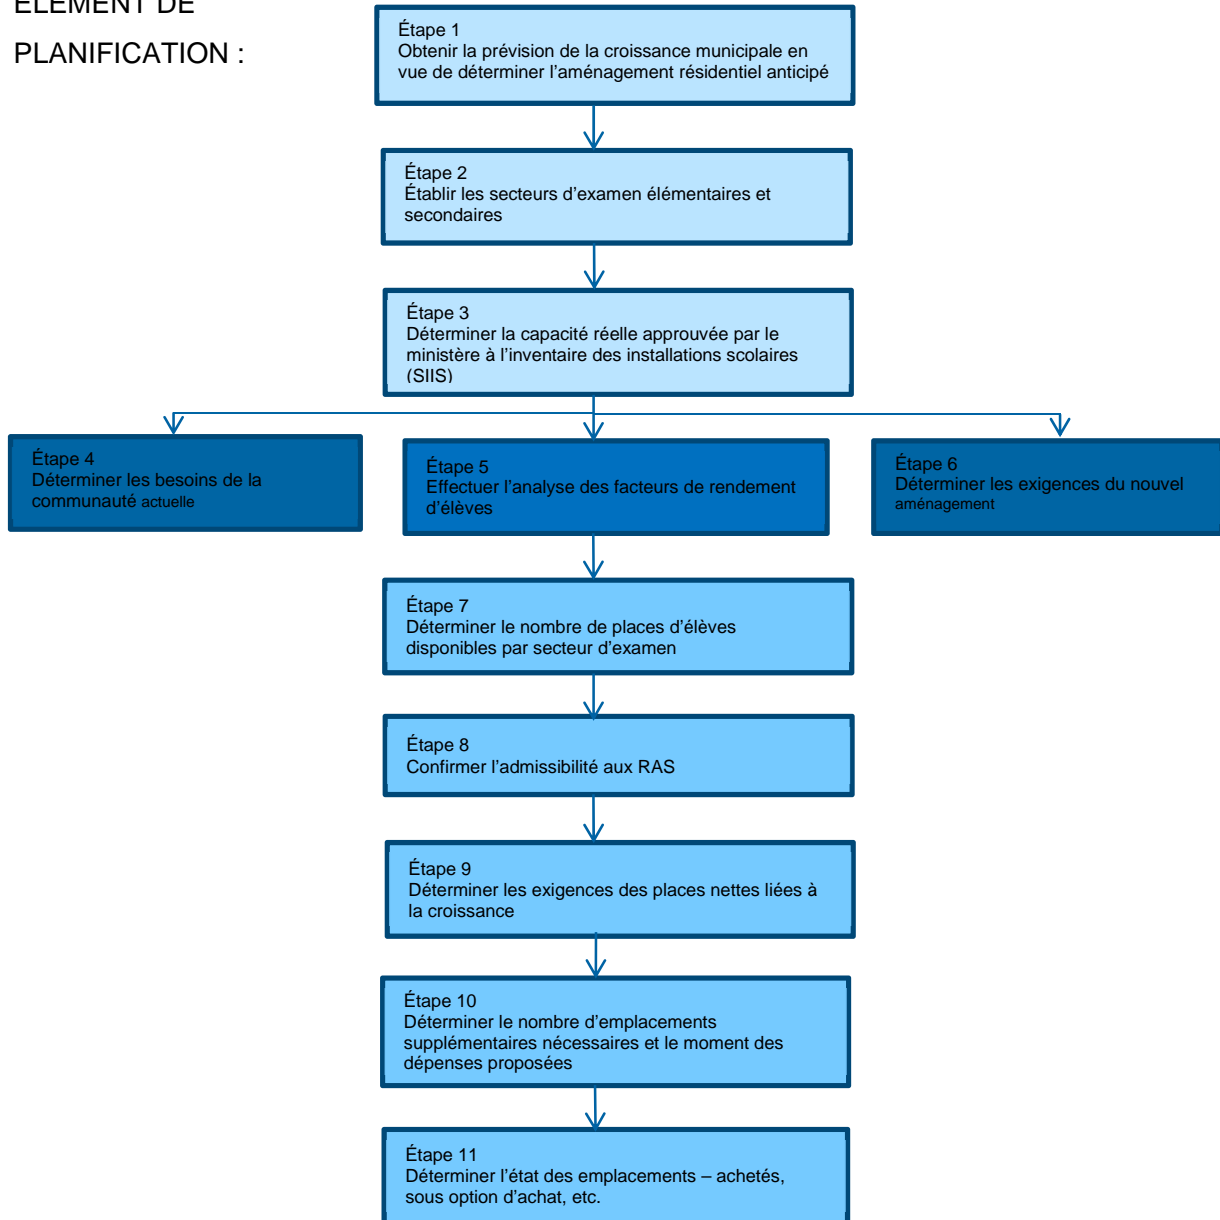 ÉLÉMENT DE
PLANIFICATION :
Étape 1
Obtenir la prévision de la croissance municipale en
vue de déterminer l’aménagement résidentiel anticipé
Étape 2
Établir les secteurs d’examen élémentaires et
secondaires
Étape 3
Déterminer la capacité réelle approuvée par le
ministère à l’inventaire des installations scolaires
(SIIS)
Étape 4
Déterminer les besoins de la
communauté actuelle
Étape 5
Effectuer l’analyse des facteurs de rendement
d’élèves
Étape 6
Déterminer les exigences du nouvel
aménagement
Étape 7
Déterminer le nombre de places d’élèves
disponibles par secteur d’examen
Étape 8
Confirmer l’admissibilité aux RAS
Étape 9
Déterminer les exigences des places nettes liées à
la croissance
Étape 10
Déterminer le nombre d’emplacements
supplémentaires nécessaires et le moment des
dépenses proposées
Étape 11
Déterminer l’état des emplacements – achetés,
sous option d’achat, etc.